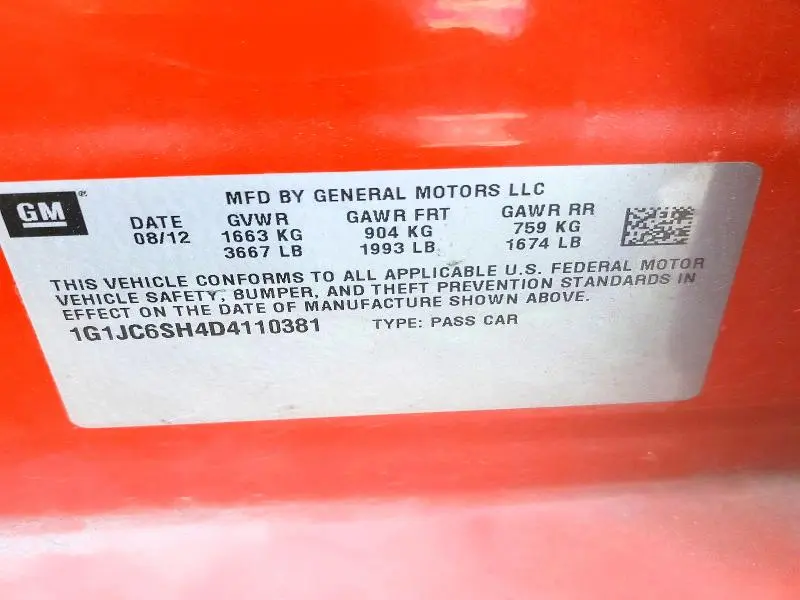 GM®
MFD BY GENERAL MOTORS LLC
DATE GVWR GAWR FRT GAWR RR
08/12 1663 KG 904 KG 759 KG
3667 LB 1993 LB 1674 LB
THIS VEHICLE CONFORMS TO ALL APPLICABLE U.S. FEDERAL MOTOR
VEHICLE SAFETY, BUMPER, AND THEFT PREVENTION STANDARDS IN
EFFECT ON THE DATE OF MANUFACTURE SHOWN ABOVE.
1G1JC6SH4D4110381 TYPE: PASS CAR